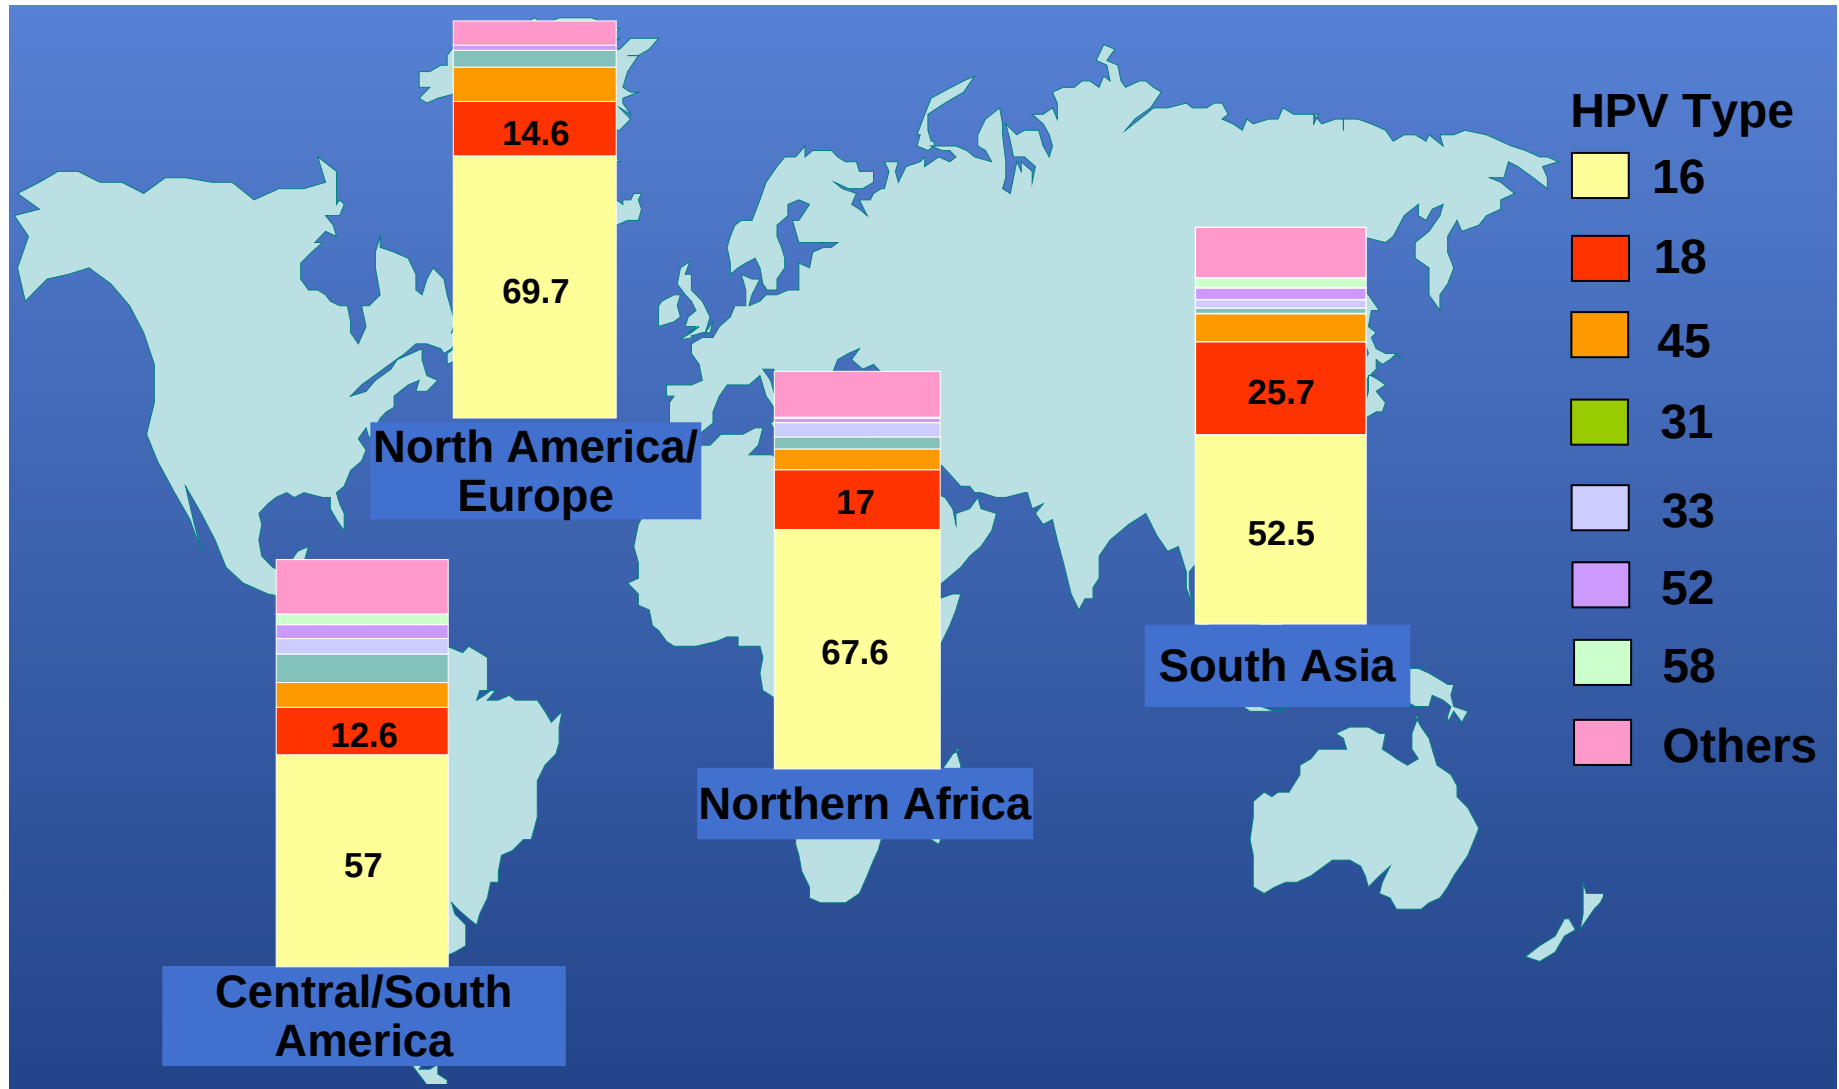 14.6
69.7
North America/
Europe
12.6
57
Central/South
America
17
67.6
Northern Africa
25.7
52.5
South Asia
HPV Type
16
18
45
31
33
52
58
Others